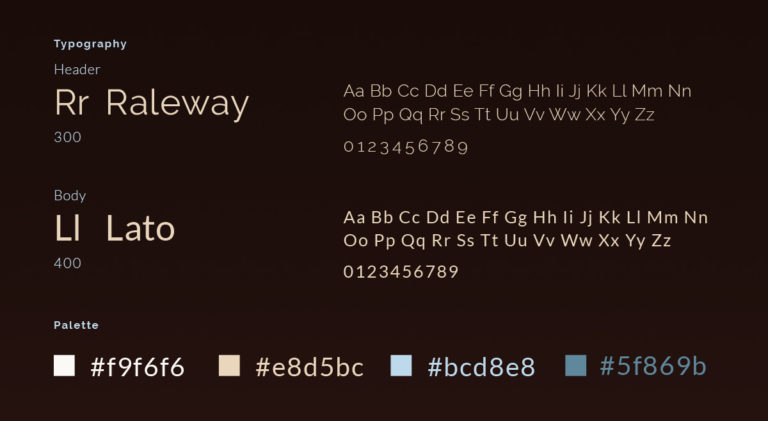 Typography
Header
Rr Raleway
300
Aa Bb Cc Dd Ee Ff Gg Hh Ii Jj Kk Ll Mm Nn
Oo Pp Qq Rr Ss Tt Uu Vv Ww Xx Yy Zz
0123456789
Body
Ll Lato
400
Aa Bb Cc Dd Ee Ff Gg Hh Ii Jj Kk Ll Mm Nn
Oo Pp Qq Rr Ss Tt Uu Vv Ww Xx Yy Zz
0123456789
Palette
#f9f6f6 #e8d5bc #bcd8e8 #5f869b